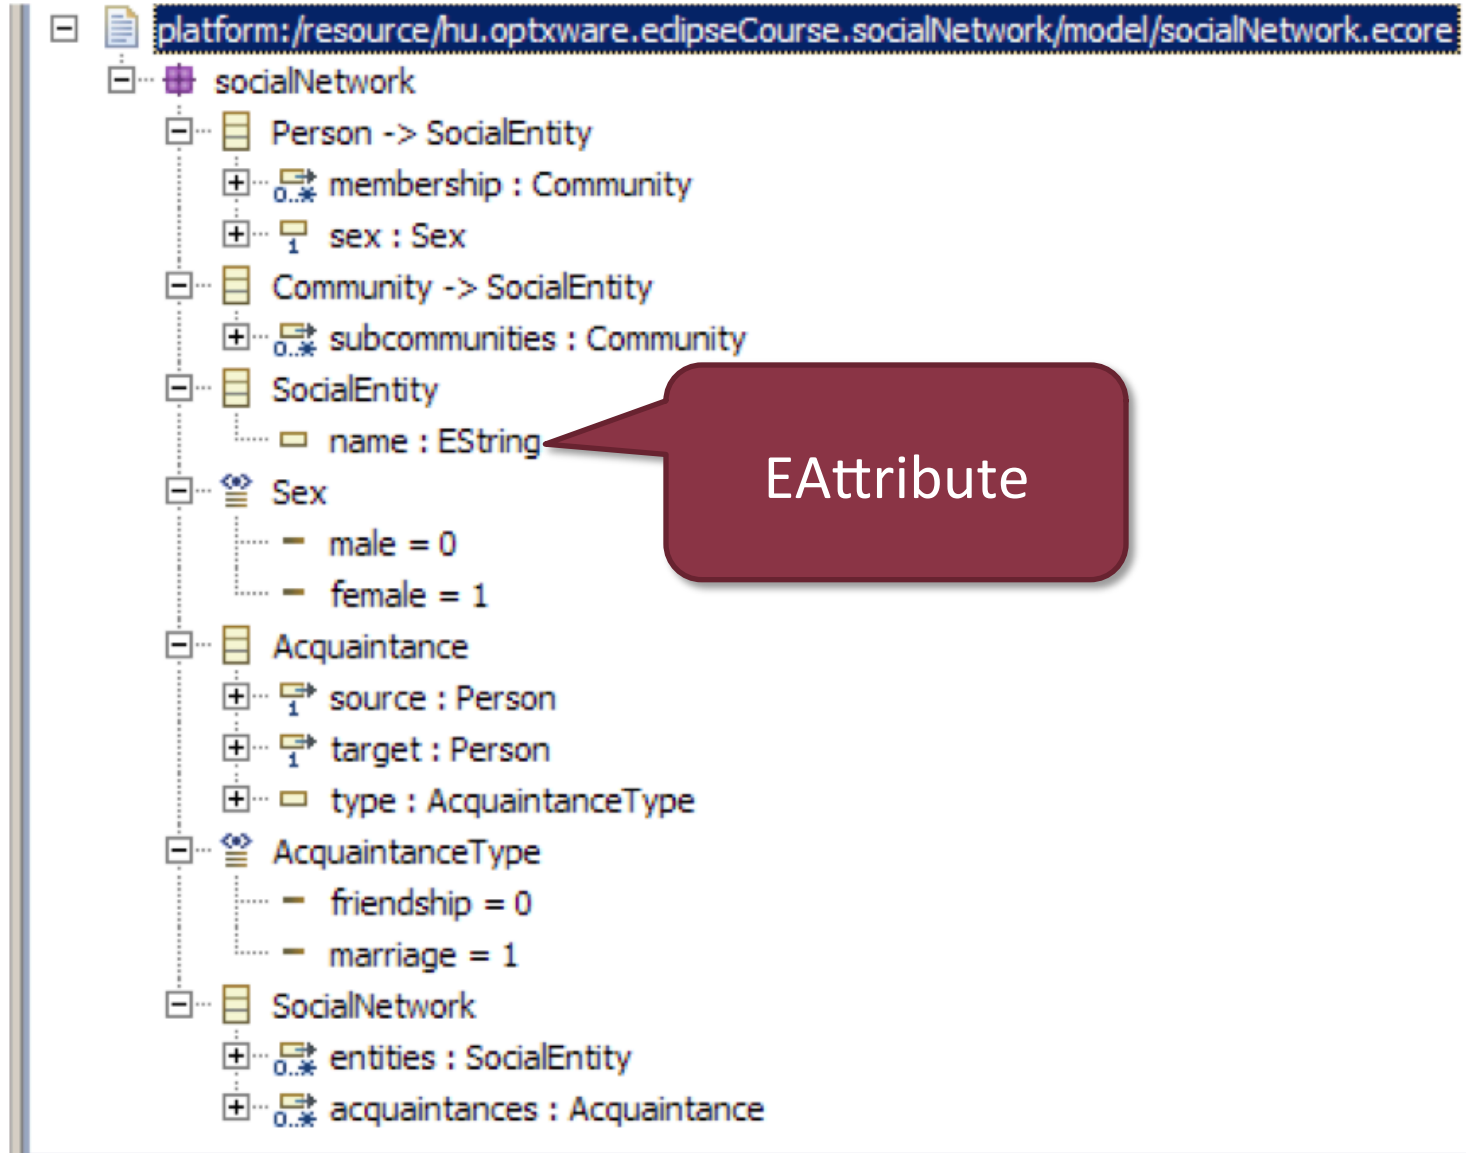 platform:/resource/hu.optxware.eclipseCourse.socialNetwork/model/socialNetwork.ecore
socialNetwork
Person -> SocialEntity
0..* membership : Community
1 sex : Sex
Community -> SocialEntity
0..* subcommunities : Community
SocialEntity
name : EString
EAttribute
Sex
male = 0
female = 1
Acquaintance
1 source : Person
1 target : Person
type : AcquaintanceType
AcquaintanceType
friendship = 0
marriage = 1
SocialNetwork
0..* entities : SocialEntity
0..* acquaintances : Acquaintance